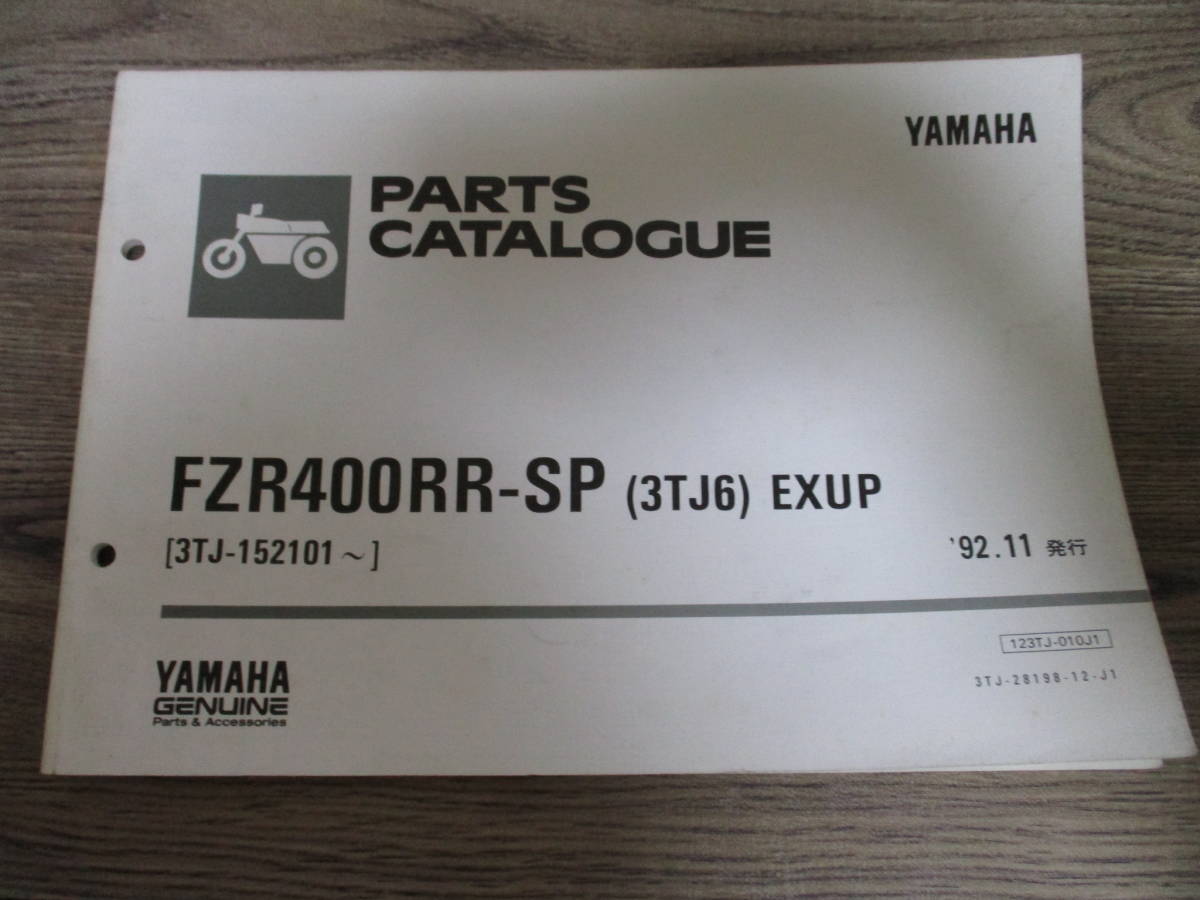 YAMAHA
PARTS
CATALOGUE
FZR400RR-SP (3TJ6) EXUP
[3TJ-152101~]
'92.11 発行
123TJ-010J1
3TJ-28198-12-J1
YAMAHA
GENUINE
Parts & Accessories